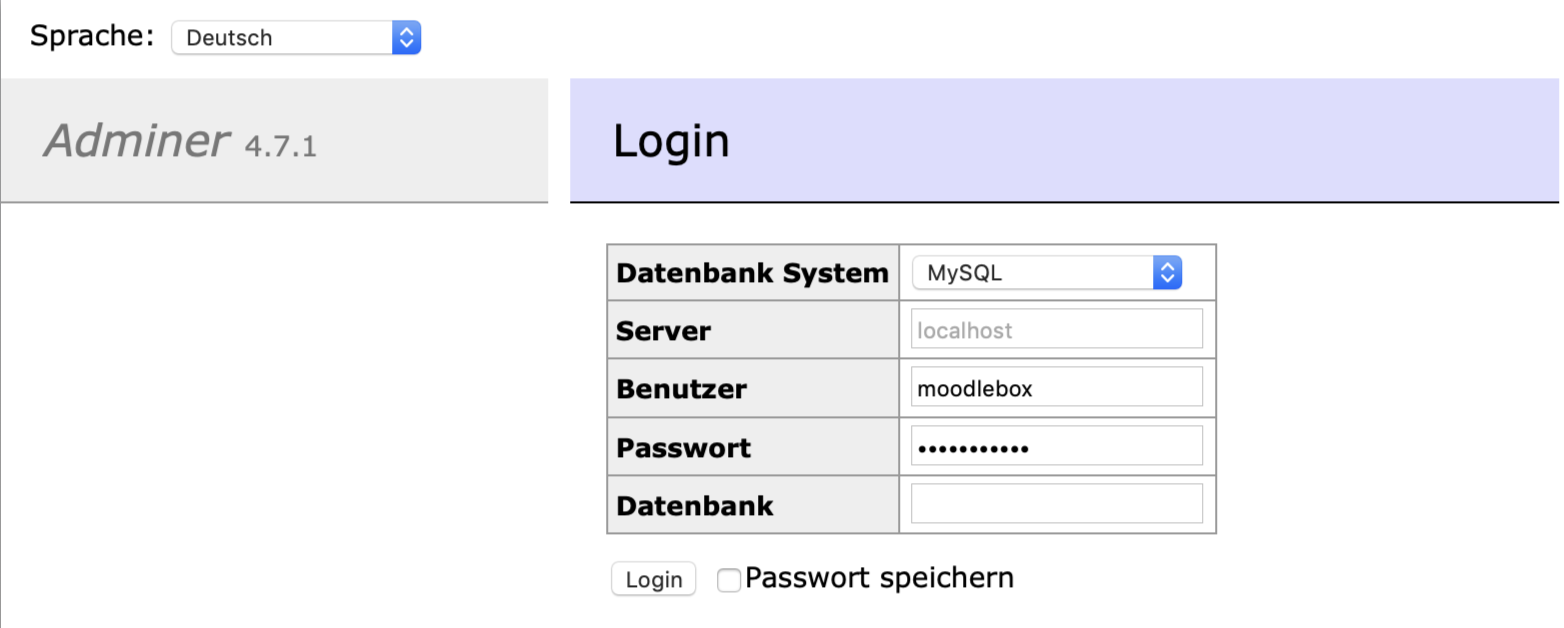 Sprache: Deutsch
Adminer 4.7.1
Login
Datenbank System MySQL
Server localhost
Benutzer moodlebox
Passwort •••••••••••
Datenbank
Login Passwort speichern